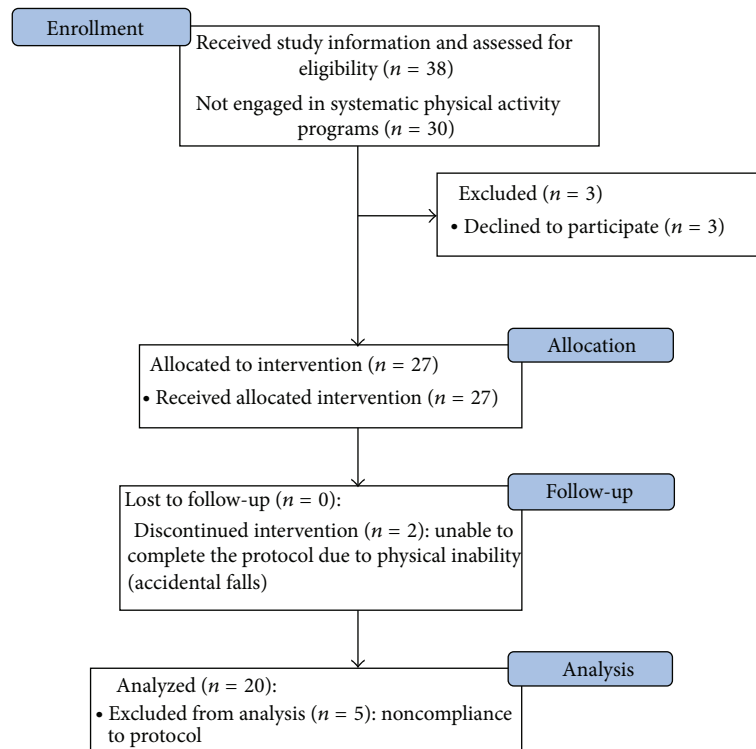 Enrollment
Received study information and assessed for
eligibility (n = 38)
Not engaged in systematic physical activity
programs (n = 30)
Excluded (n = 3)
• Declined to participate (n = 3)
Allocation
Allocated to intervention (n = 27)
• Received allocated intervention (n = 27)
Follow-up
Lost to follow-up (n = 0):
Discontinued intervention (n = 2): unable to
complete the protocol due to physical inability
(accidental falls)
Analysis
Analyzed (n = 20):
• Excluded from analysis (n = 5): noncompliance
to protocol